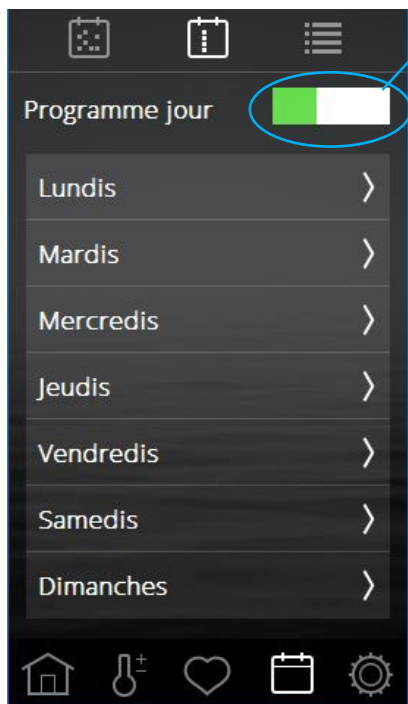 Programme jour
Lundis
Mardis
Mercredis
Jeudis
Vendredis
Samedis
Dimanches